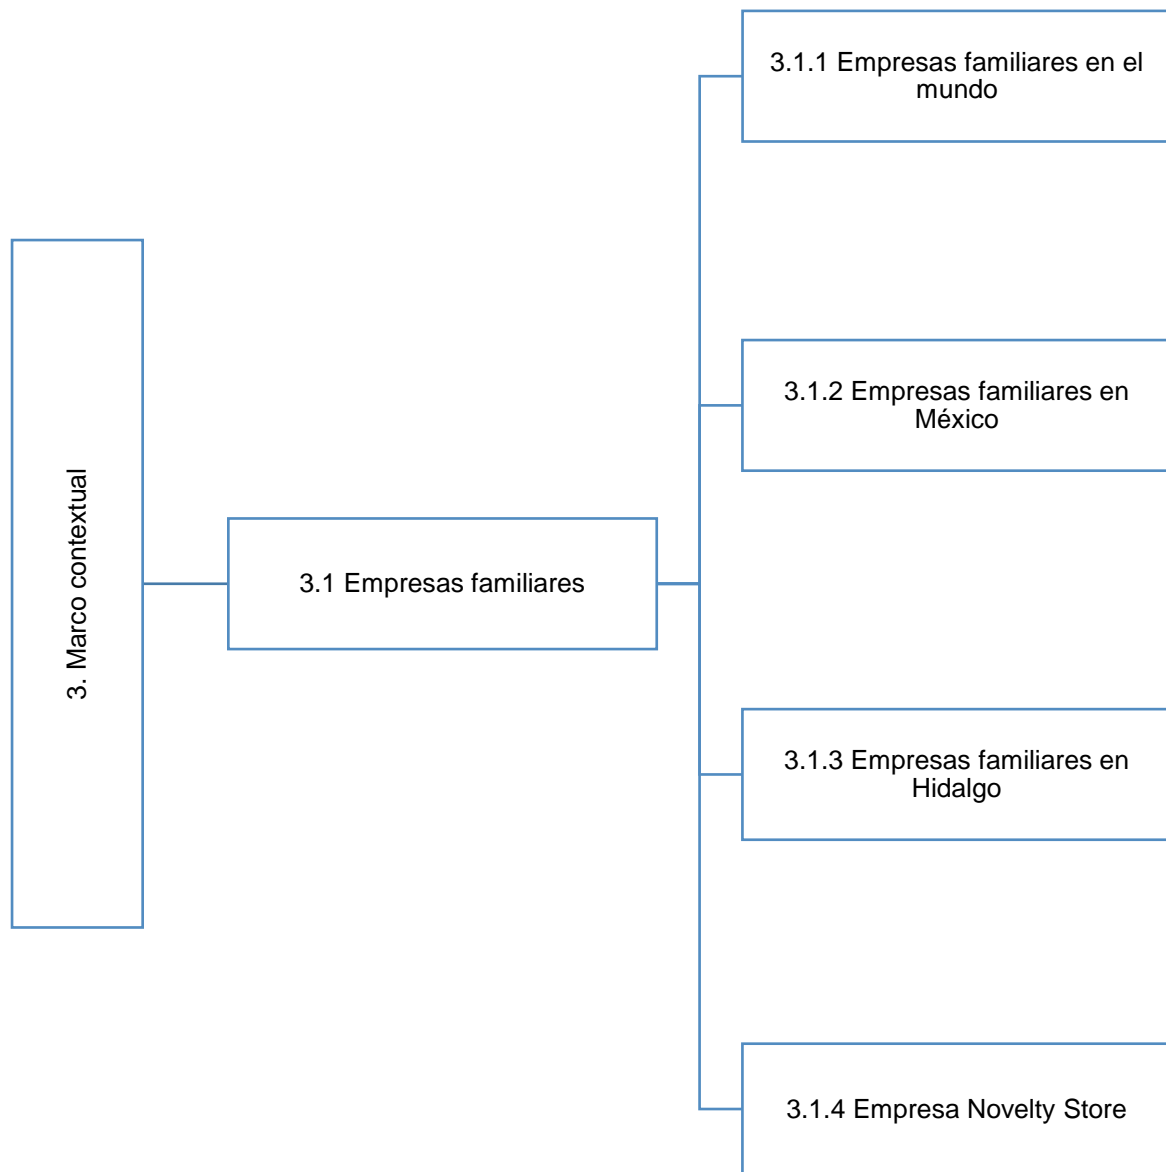 3. Marco contextual
3.1 Empresas familiares
3.1.1 Empresas familiares en el
mundo
3.1.2 Empresas familiares en
México
3.1.3 Empresas familiares en
Hidalgo
3.1.4 Empresa Novelty Store